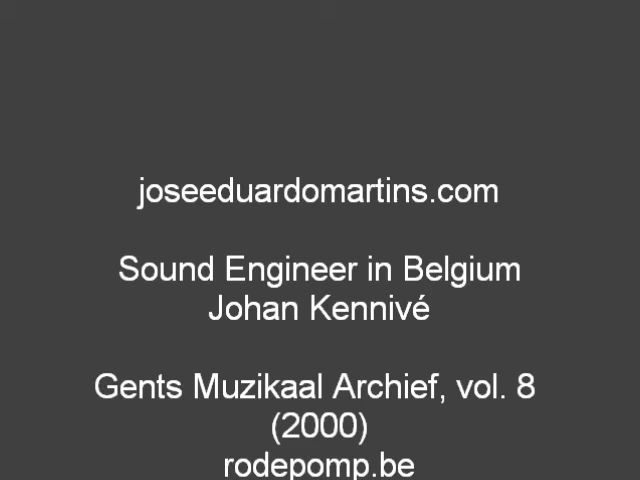 joseeduardomartins.com
Sound Engineer in Belgium
Johan Kennivé
Gents Muzikaal Archief, vol. 8
(2000)
rodepomp.be